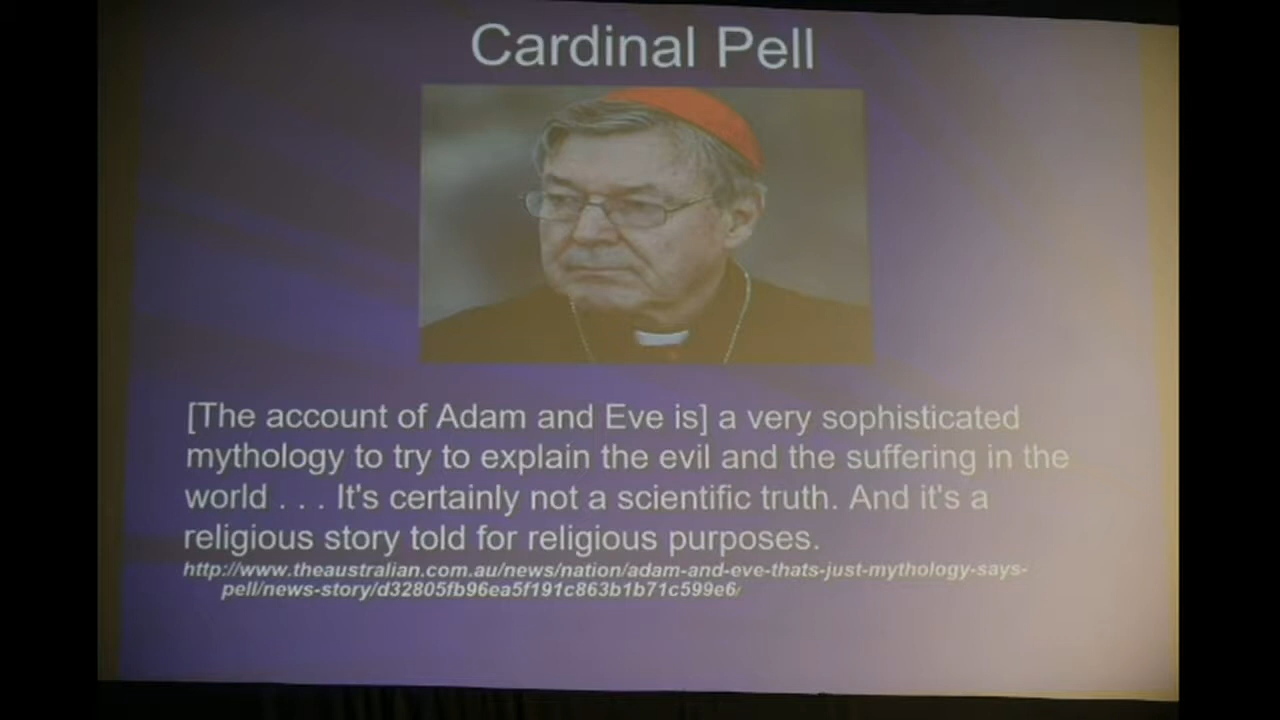 Cardinal Pell
[The account of Adam and Eve is] a very sophisticated
mythology to try to explain the evil and the suffering in the
world . . . It's certainly not a scientific truth. And it's a
religious story told for religious purposes.
http://www.theaustralian.com.au/news/nation/adam-and-eve-thats-just-mythology-says-
pell/news-story/d32805fb96ea5f191c863b1b71c599e6/